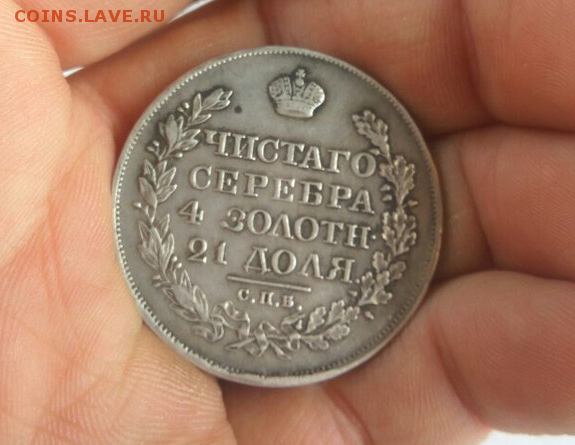 COINS.LAVE.RU
ЧИСТАГО
СЕРЕБРА
4 ЗОЛОТН·
21 ДОЛЯ.
С.П.Б.